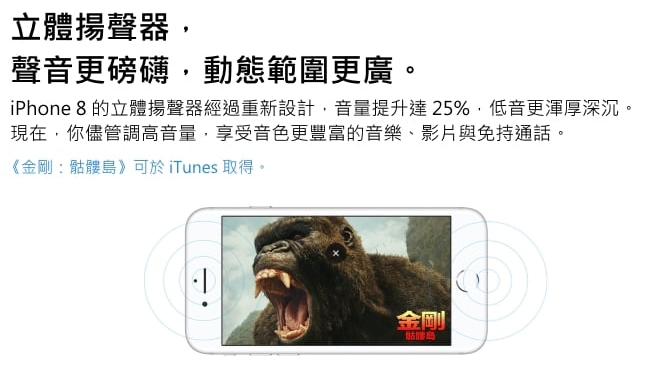 立體揚聲器，
聲音更磅礴，動態範圍更廣。
iPhone 8 的立體揚聲器經過重新設計，音量提升達 25%，低音更渾厚深沉。
現在，你儘管調高音量，享受音色更豐富的音樂、影片與免持通話。
《金剛：骷髏島》可於 iTunes 取得。
金剛
骷髏島